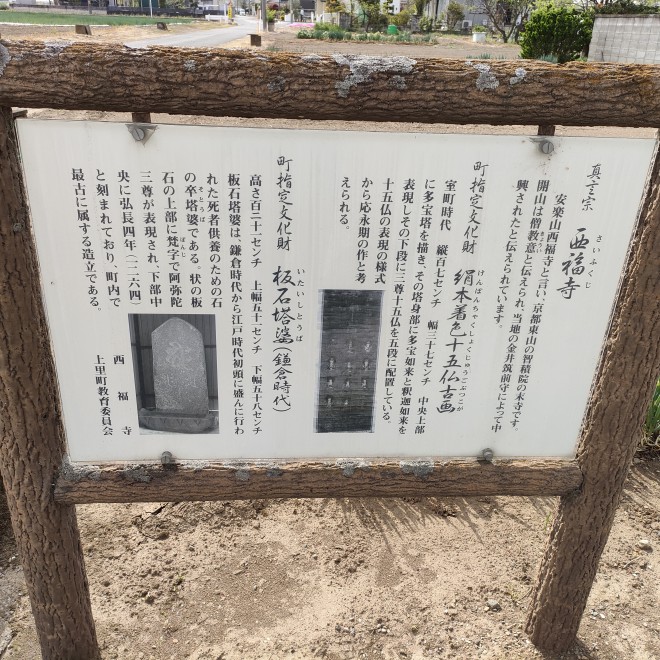 真言宗 西福寺
さいふくじ
安楽山西福寺と言い、京都東山の智積院の末寺です。
開山は僧教意と伝えられ、当地の金井筑前守によって中
きょうい
興されたと伝えられています。
町指定文化財 絹本着色十五仏古画
けんぽんちゃくしょくじゅうごぶつこが
室町時代 縦百七センチ 幅三十七センチ 中央上部
に多宝塔を描き、その塔身部に多宝如来と釈迦如来を
表現しその下段に三尊十五仏を五段に配置している。
十五仏の表現の様式
から応永期の作と考
えられる。
町指定文化財 板石塔婆(鎌倉時代)
いたいしとうば
高さ百二十一センチ 上幅五十二センチ 下幅五十八センチ
板石塔婆は、鎌倉時代から江戸時代初頭に盛んに行わ
れた死者供養のための石
の卒塔婆である。状の板
そとうば
石の上部に梵字で阿弥陀
ぼんじ
三尊が表現され、下部中
央に弘長四年(一二六四)
と刻まれており、町内で
最古に属する造立である。
西福寺
上里町教育委員会